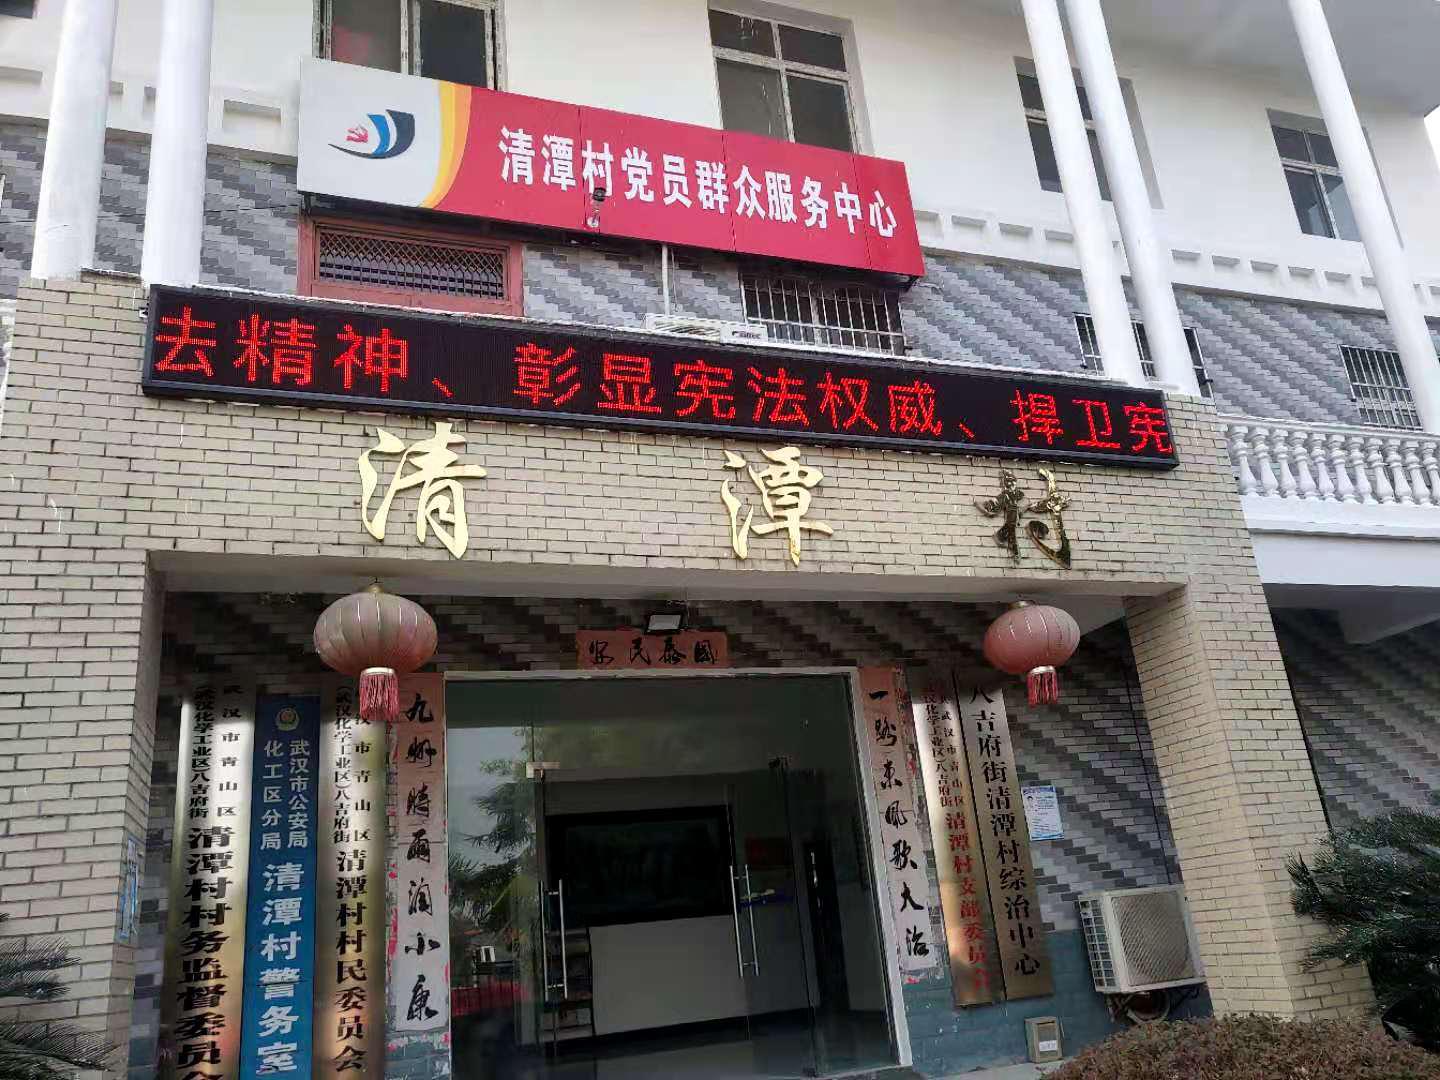 清潭村党员群众服务中心
去精神、彰显宪法权威、捍卫宪
清潭村
国泰民安
一路东风歌大治
九州时雨润小康
武汉市青山区
(武汉化学工业区)八吉府街
清潭村村务监督委员会
武汉市公安局
化工区分局
清潭村警务室
汉市青山区
(武汉化学工业区)八吉府街
清潭村村民委员会
武汉市青山区
武汉化学工业区)八吉府街
清潭村支部委员会
八吉府街清潭村综治中心